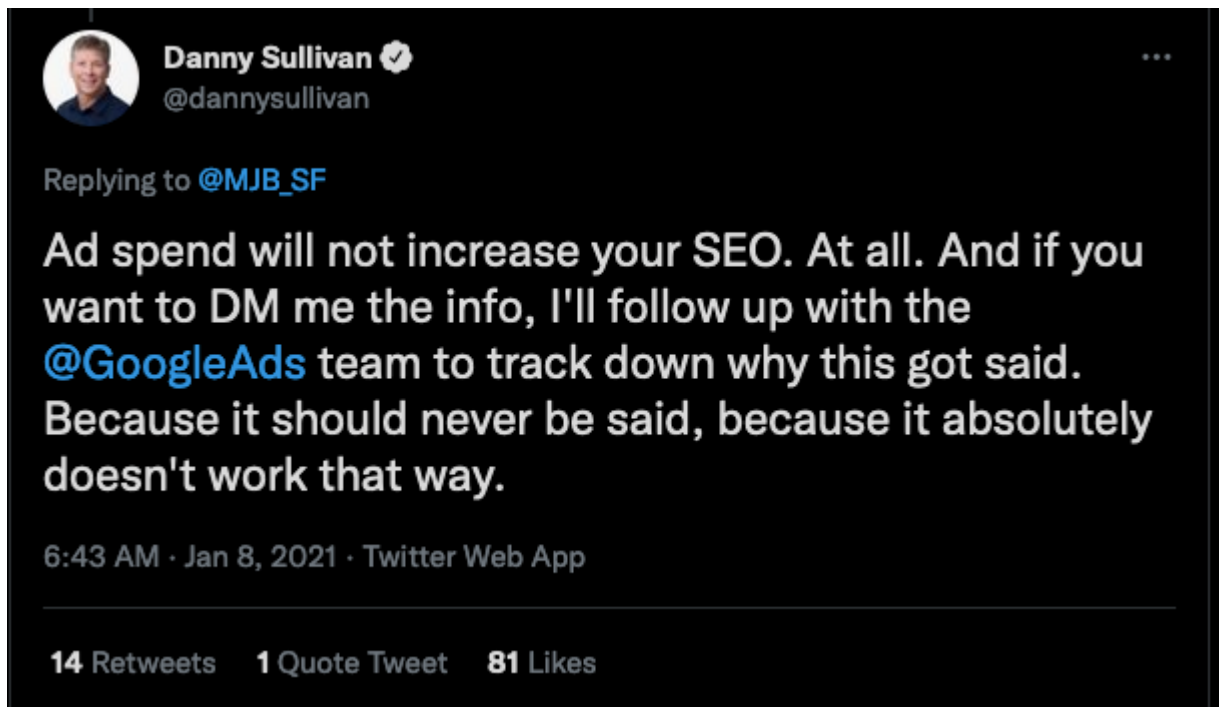 Danny Sullivan
@dannysullivan
Replying to @MJB_SF
Ad spend will not increase your SEO. At all. And if you
want to DM me the info, I'll follow up with the
@GoogleAds team to track down why this got said.
Because it should never be said, because it absolutely
doesn't work that way.
6:43 AM · Jan 8, 2021 · Twitter Web App
14 Retweets 1 Quote Tweet 81 Likes